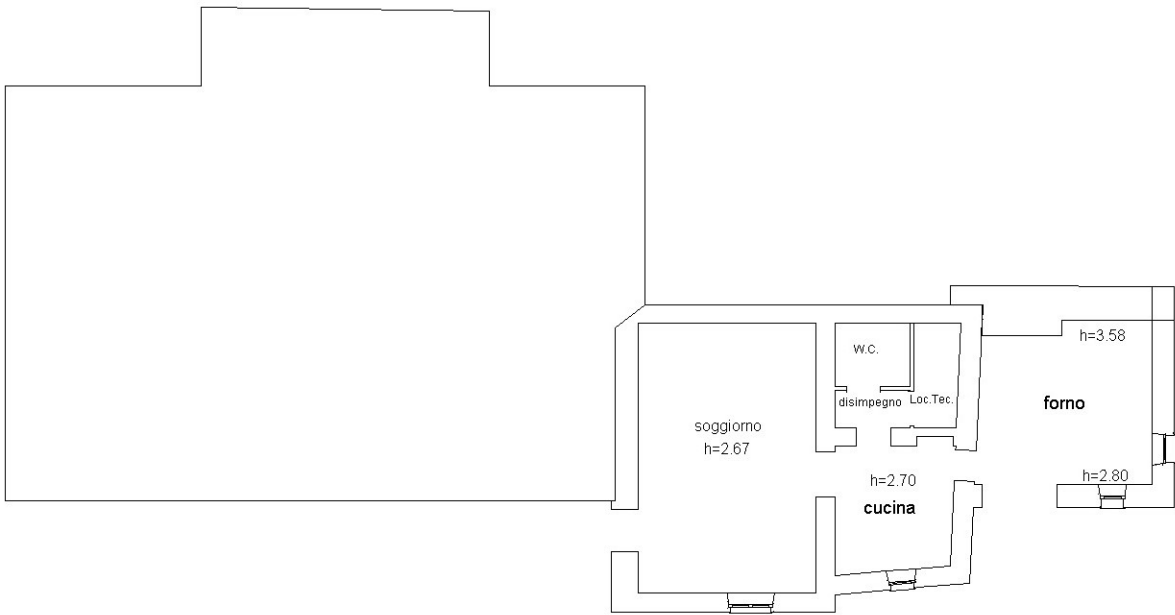 h=3.58
W.C.
disimpegno
Loc.Tec.
forno
soggiorno
h=2.67
h=2.70
cucina
h=2.80